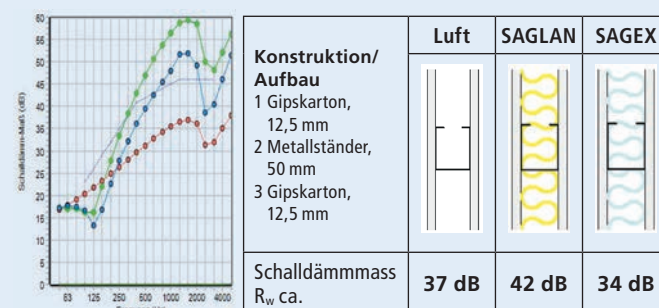 Schalldämm-Maß (dB)
60
55
50
45
40
35
30
25
20
15
10
5
0
63 125 250 500 1000 2000 4000
Konstruktion/
Aufbau
1 Gipskarton,
12,5 mm
2 Metallständer,
50 mm
3 Gipskarton,
12,5 mm
Luft SAGLAN SAGEX
Schalldämmmass
Rw ca.
37 dB 42 dB 34 dB